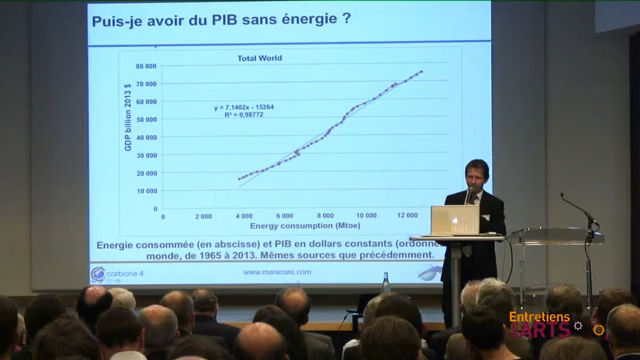 Puis-je avoir du PIB sans énergie ?
Total World
80 000
70 000
60 000
50 000
40 000
30 000
20 000
10 000
0
GDP billion 2013 $
y = 7,1402x - 15264
R² = 0,98772
0 2 000 4 000 6 000 8 000 10 000 12 000
Energy consumption (Mtoe)
Energie consommée (en abscisse) et PIB en dollars constants (ordonne
monde, de 1965 à 2013. Mêmes sources que précédemment.
carbone 4
www.manicore.com
Entretiens
ARTS